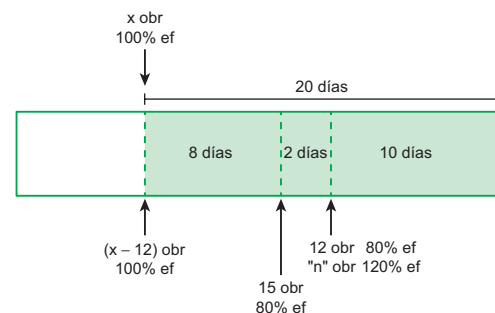 x obr
100% ef
20 días
8 días
2 días
10 días
(x – 12) obr
100% ef
15 obr
80% ef
12 obr 80% ef
"n" obr 120% ef